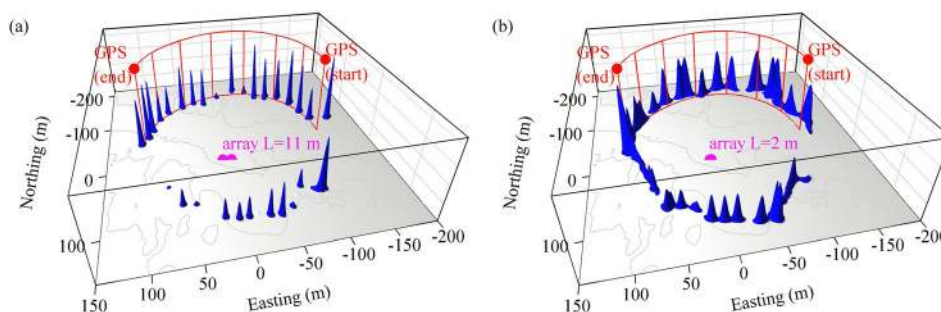 (a)
GPS
(end)
GPS
(start)
array L=11 m
-200
-100
0
100
Northing (m)
150
100
50
0
-50
-100
-150
-200
Easting (m)
(b)
GPS
(end)
GPS
(start)
array L=2 m
-200
-100
0
100
Northing (m)
150
100
50
0
-50
-100
-150
-200
Easting (m)